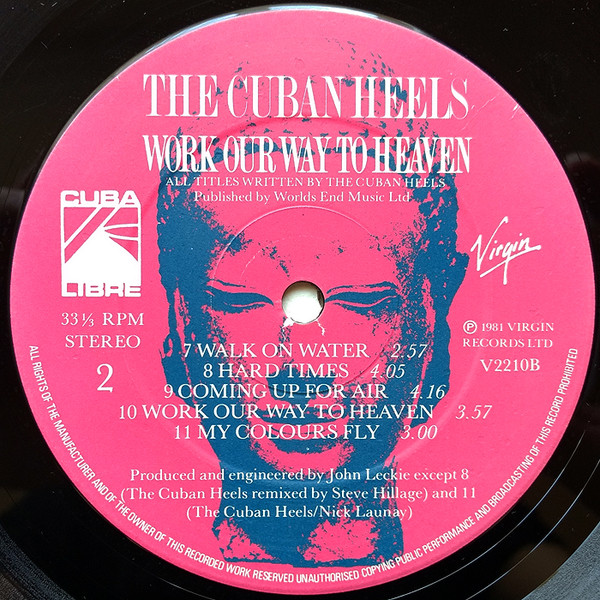 THE CUBAN HEELS
WORK OUR WAY TO HEAVEN
ALL TITLES WRITTEN BY THE CUBAN HEELS
Published by Worlds End Music Ltd
CUBA
LIBRE
33⅓ RPM
STEREO
2
Virgin
℗ 1981 VIRGIN
RECORDS LTD
V2210B
7 WALK ON WATER 2.57
8 HARD TIMES 4.05
9 COMING UP FOR AIR 4.16
10 WORK OUR WAY TO HEAVEN 3.57
11 MY COLOURS FLY 3.00
Produced and engineered by John Leckie except 8
(The Cuban Heels remixed by Steve Hillage) and 11
(The Cuban Heels/Nick Launay)
ALL RIGHTS OF THE MANUFACTURER AND OF THE OWNER OF THIS RECORDED WORK RESERVED UNAUTHORISED COPYING PUBLIC PERFORMANCE AND BROADCASTING OF THIS RECORD PROHIBITED